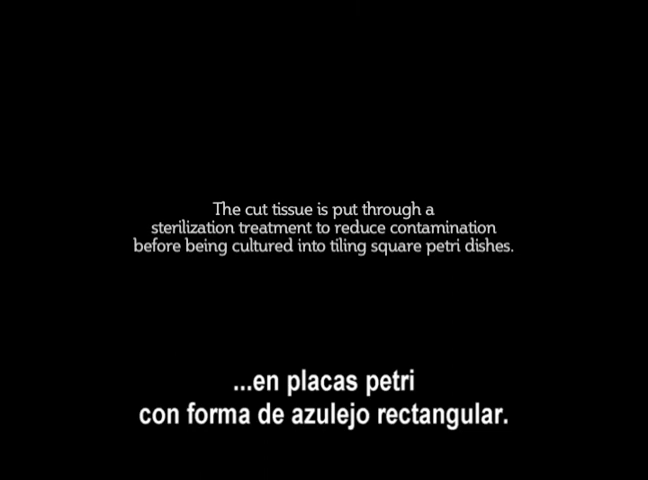 The cut tissue is put through a
sterilization treatment to reduce contamination
before being cultured into tiling square petri dishes.
...en placas petri
con forma de azulejo rectangular.